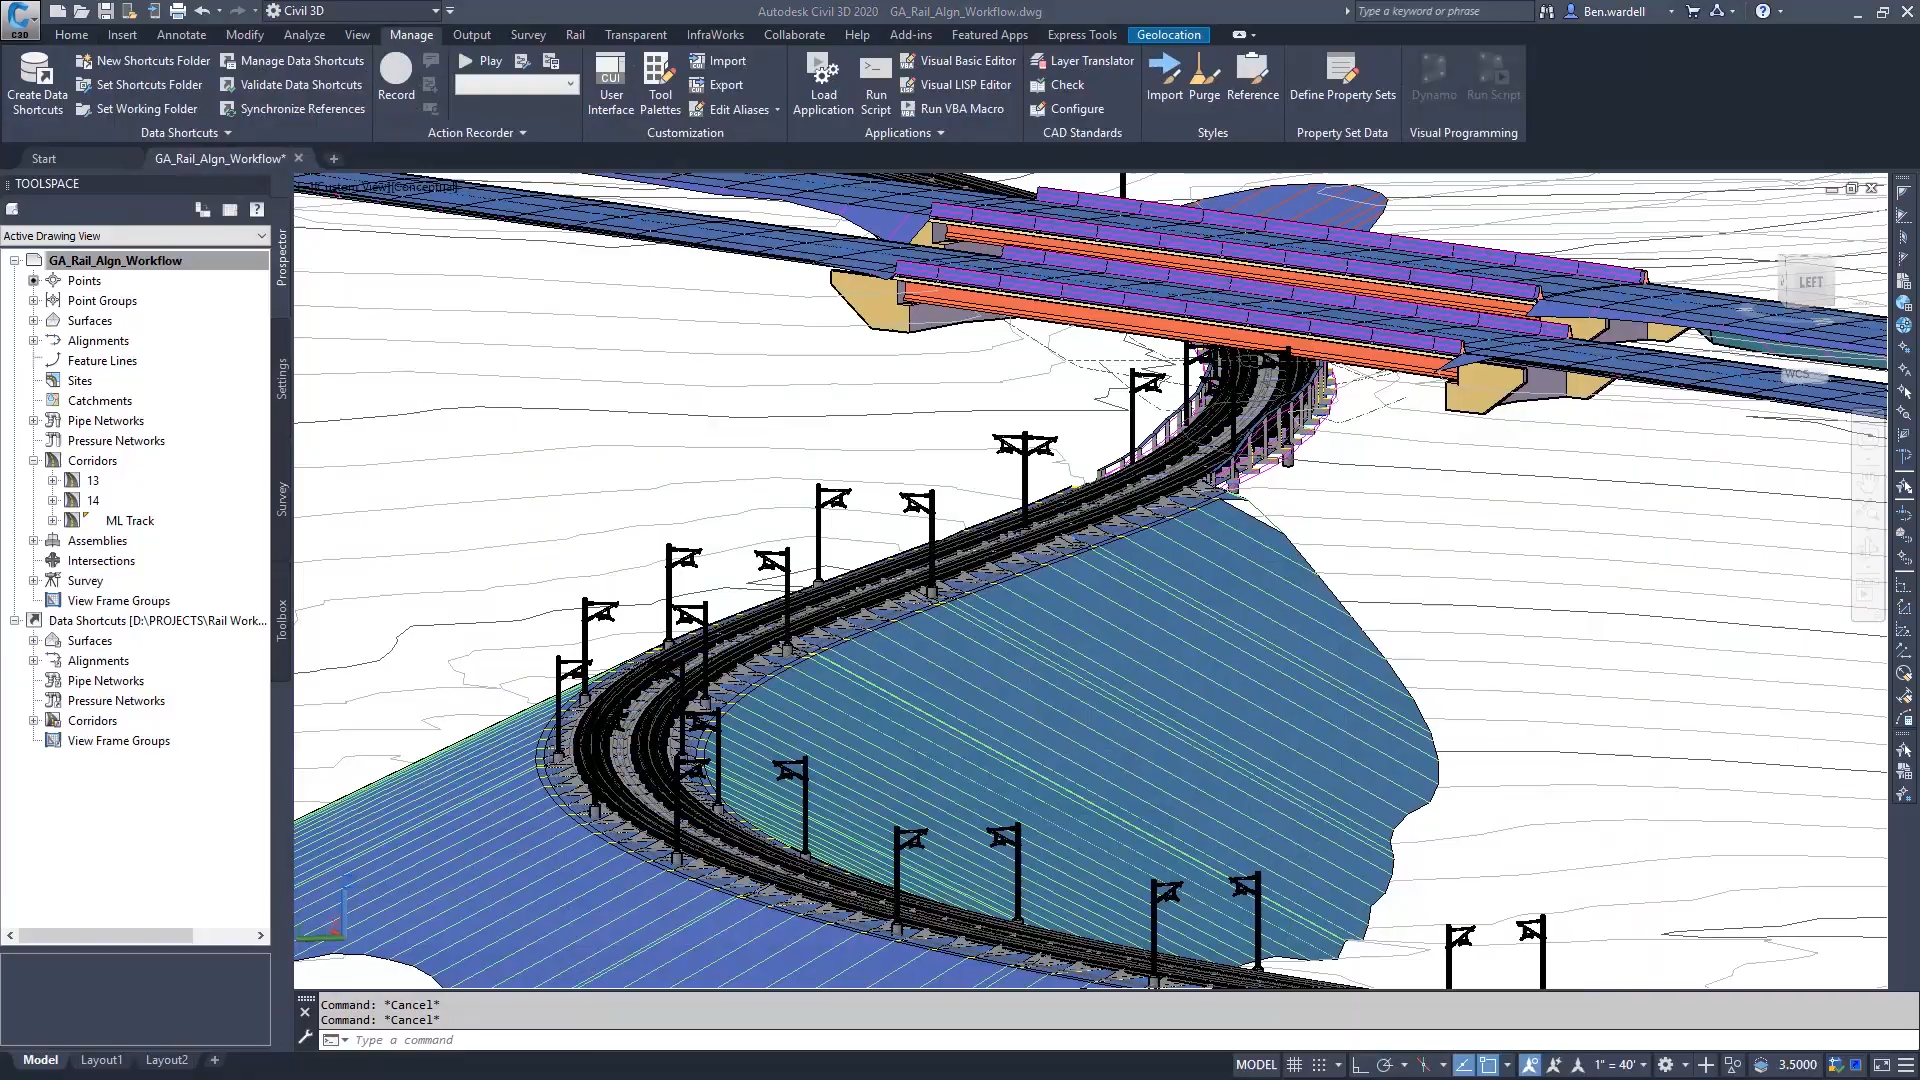 C3D
Civil 3D
Autodesk Civil 3D 2020 GA_Rail_Algn_Workflow.dwg
Type a keyword or phrase
Ben.wardell
Home Insert Annotate Modify Analyze View Manage Output Survey Rail Transparent InfraWorks Collaborate Help Add-ins Featured Apps Express Tools Geolocation
New Shortcuts Folder Manage Data Shortcuts Play Import Visual Basic Editor Layer Translator
Set Shortcuts Folder Validate Data Shortcuts Export Visual LISP Editor Check
Create Data Shortcuts
Set Working Folder Synchronize References
Record
CUI
User Interface
Tool Palettes
Edit Aliases
Load Application
Run Script
VBA
VBA
Run VBA Macro
Configure
Import Purge Reference Define Property Sets Dynamo Run Script
Data Shortcuts Action Recorder Customization Applications CAD Standards Styles Property Set Data Visual Programming
Start GA_Rail_Algn_Workflow*
TOOLSPACE
Active Drawing View
GA_Rail_Algn_Workflow
Points
Point Groups
Surfaces
Alignments
Feature Lines
Sites
Catchments
Pipe Networks
Pressure Networks
Corridors
13
14
ML Track
Assemblies
Intersections
Survey
View Frame Groups
Data Shortcuts [D:\PROJECTS\Rail Work...
Surfaces
Alignments
Pipe Networks
Pressure Networks
Corridors
View Frame Groups
Prospector
Settings
Survey
Toolbox
LEFT
WCS
Command: *Cancel*
Command: *Cancel*
Type a command
Model Layout1 Layout2 +
MODEL 1" = 40' 3.5000